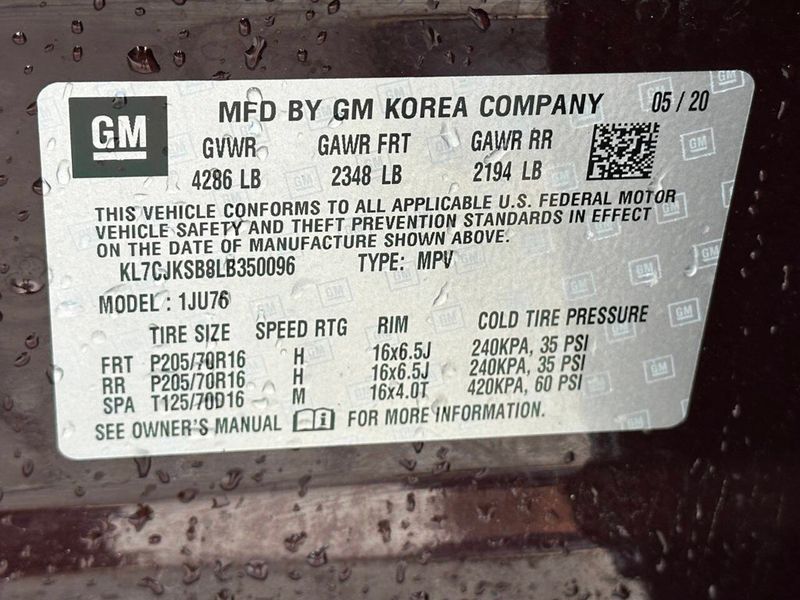 GM
MFD BY GM KOREA COMPANY 05 / 20
GVWR GAWR FRT GAWR RR
4286 LB 2348 LB 2194 LB
THIS VEHICLE CONFORMS TO ALL APPLICABLE U.S. FEDERAL MOTOR
VEHICLE SAFETY AND THEFT PREVENTION STANDARDS IN EFFECT
ON THE DATE OF MANUFACTURE SHOWN ABOVE.
KL7CJKSB8LB350096 TYPE: MPV
MODEL : 1JU76
TIRE SIZE SPEED RTG RIM COLD TIRE PRESSURE
FRT P205/70R16 H 16x6.5J 240KPA, 35 PSI
RR P205/70R16 H 16x6.5J 240KPA, 35 PSI
SPA T125/70D16 M 16x4.0T 420KPA, 60 PSI
SEE OWNER'S MANUAL FOR MORE INFORMATION.